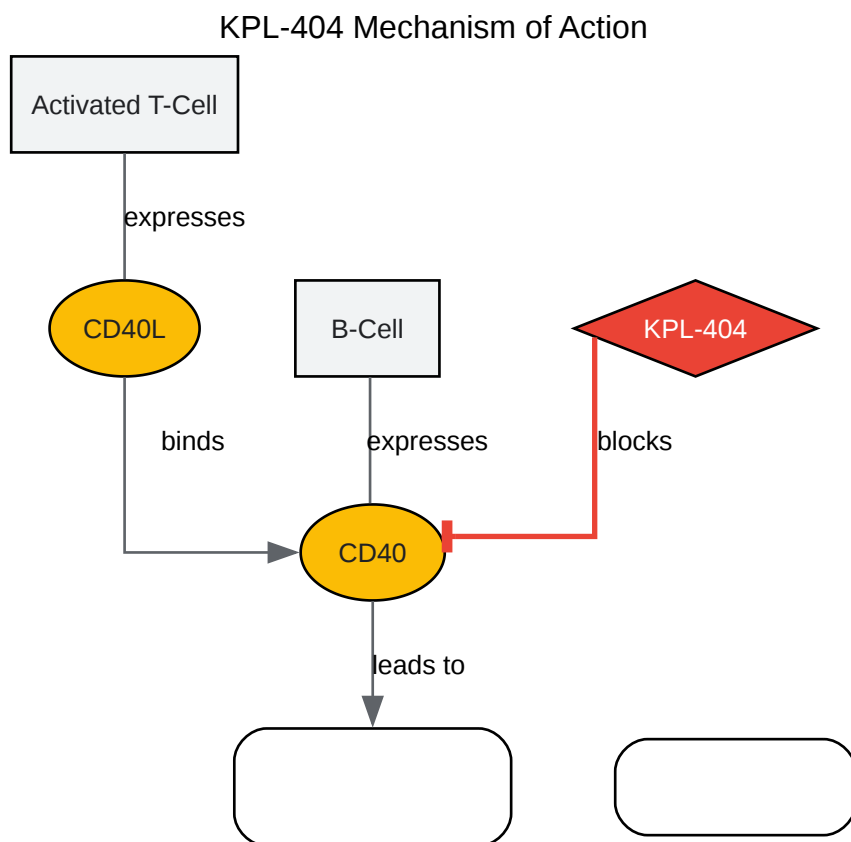 KPL-404 Mechanism of Action
Activated T-Cell
expresses
CD40L
B-Cell
KPL-404
binds
expresses
blocks
CD40
leads to